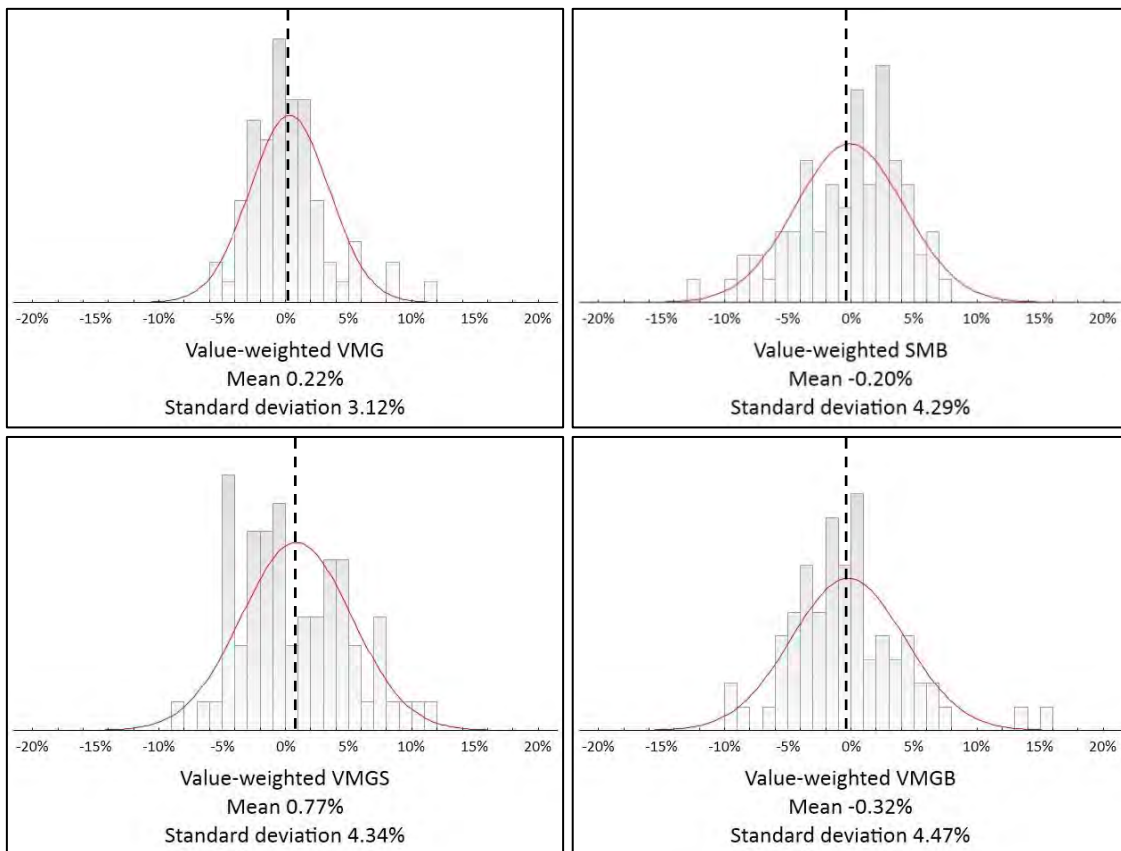 -20% -15% -10% -5% 0% 5% 10% 15% 20%
Value-weighted VMG
Mean 0.22%
Standard deviation 3.12%
-20% -15% -10% -5% 0% 5% 10% 15% 20%
Value-weighted SMB
Mean -0.20%
Standard deviation 4.29%
-20% -15% -10% -5% 0% 5% 10% 15% 20%
Value-weighted VMGS
Mean 0.77%
Standard deviation 4.34%
-20% -15% -10% -5% 0% 5% 10% 15% 20%
Value-weighted VMGB
Mean -0.32%
Standard deviation 4.47%